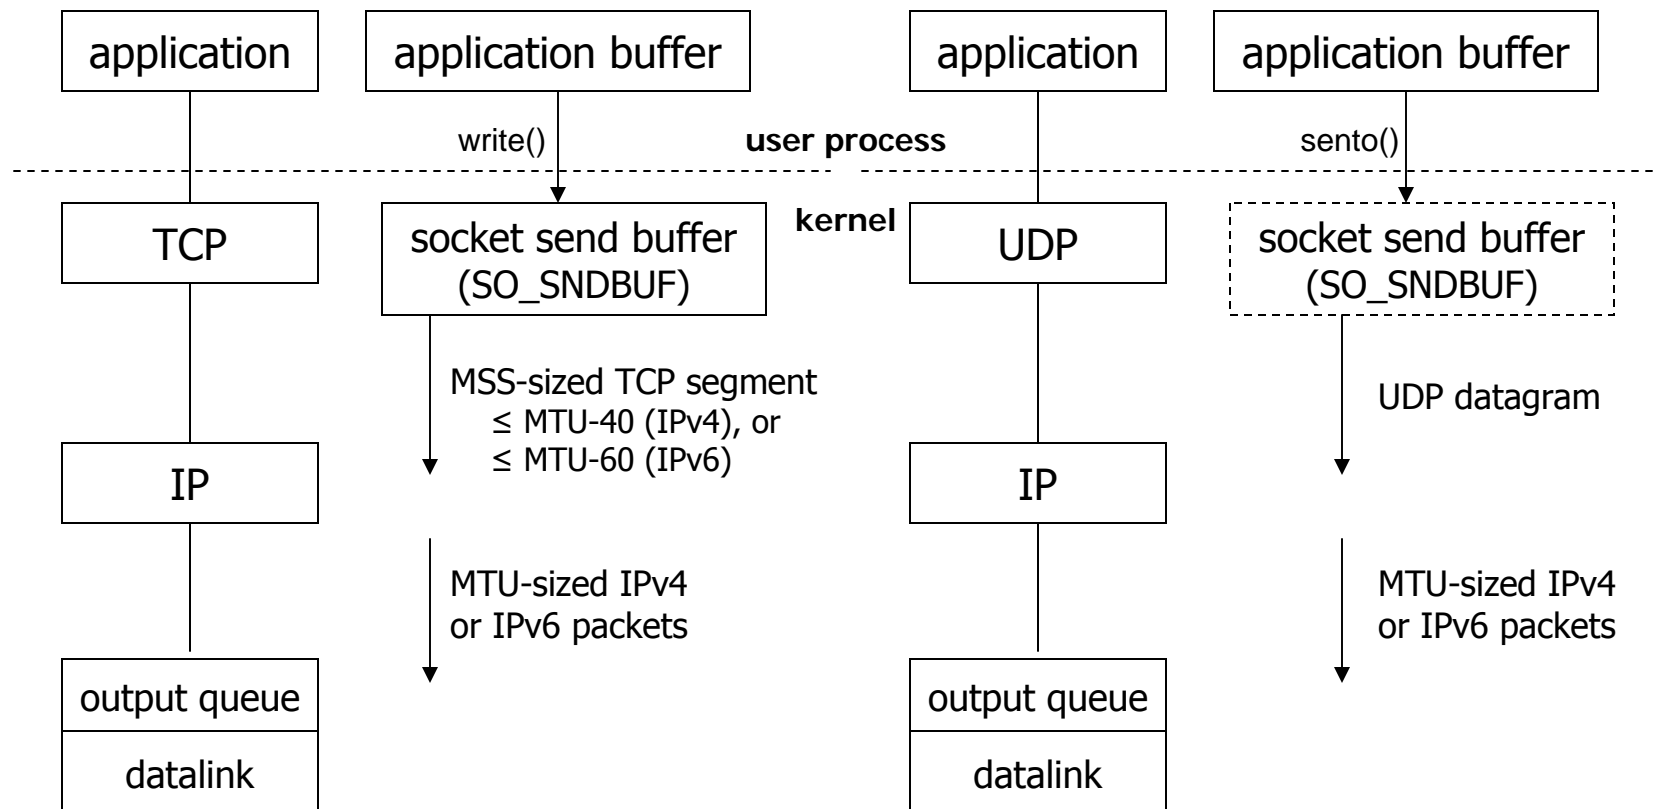 application
application buffer
write()
user process
TCP
socket send buffer
(SO_SNDBUF)
kernel
MSS-sized TCP segment
≤ MTU-40 (IPv4), or
≤ MTU-60 (IPv6)
IP
MTU-sized IPv4
or IPv6 packets
output queue
datalink
application
application buffer
sento()
UDP
socket send buffer
(SO_SNDBUF)
UDP datagram
IP
MTU-sized IPv4
or IPv6 packets
output queue
datalink